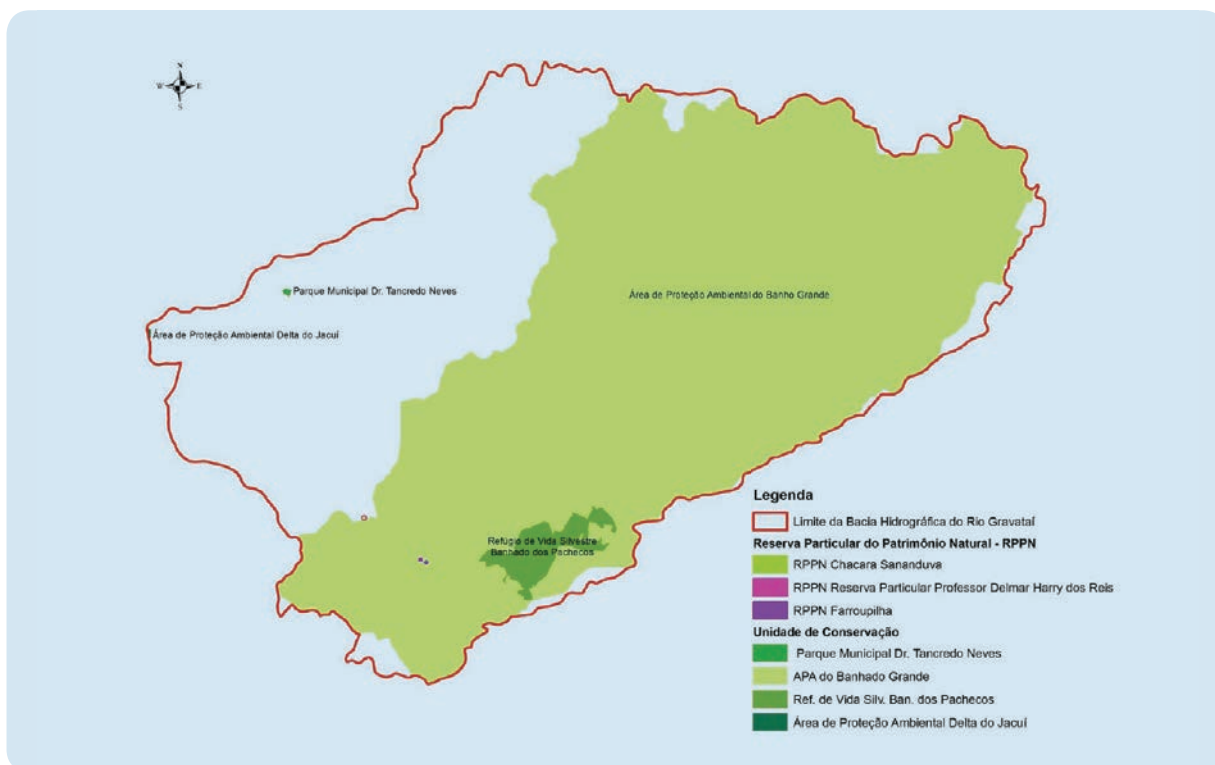 N
W E
S
Parque Municipal Dr. Tancredo Neves
Área de Proteção Ambiental do Banho Grande
Área de Proteção Ambiental Delta do Jacuí
Refúgio de Vida Silvestre
Banhado dos Pachecos
Legenda
Limite da Bacia Hidrográfica do Rio Gravataí
Reserva Particular do Patrimônio Natural - RPPN
RPPN Chacara Sananduva
RPPN Reserva Particular Professor Delmar Harry dos Reis
RPPN Farroupilha
Unidade de Conservação
Parque Municipal Dr. Tancredo Neves
APA do Banhado Grande
Ref. de Vida Silv. Ban. dos Pachecos
Área de Proteção Ambiental Delta do Jacuí